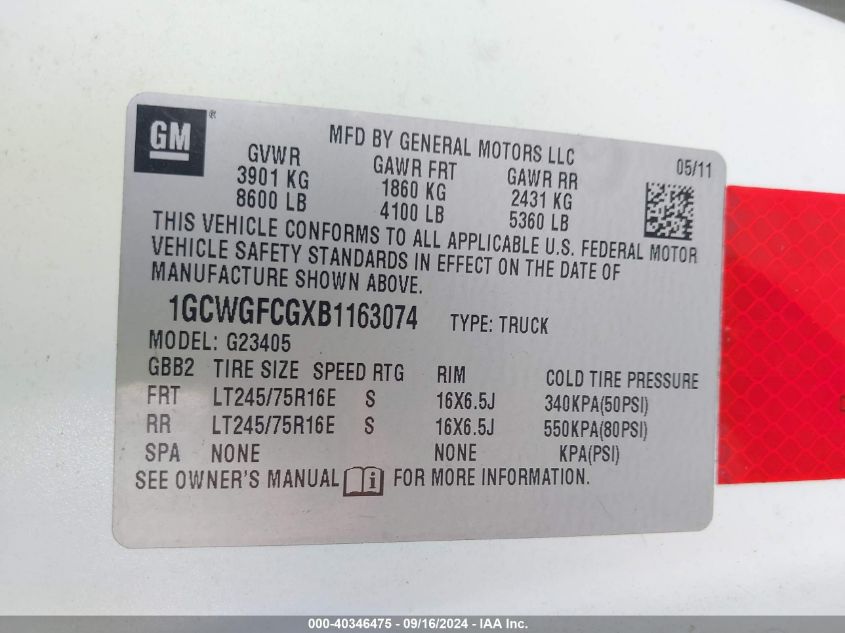 GM®
MFD BY GENERAL MOTORS LLC
05/11
GVWR GAWR FRT GAWR RR
3901 KG 1860 KG 2431 KG
8600 LB 4100 LB 5360 LB
THIS VEHICLE CONFORMS TO ALL APPLICABLE U.S. FEDERAL MOTOR
VEHICLE SAFETY STANDARDS IN EFFECT ON THE DATE OF
MANUFACTURE SHOWN ABOVE.
1GCWGFCGXB1163074 TYPE: TRUCK
MODEL: G23405
GBB2 TIRE SIZE SPEED RTG RIM COLD TIRE PRESSURE
FRT LT245/75R16E S 16X6.5J 340KPA(50PSI)
RR LT245/75R16E S 16X6.5J 550KPA(80PSI)
SPA NONE NONE KPA(PSI)
SEE OWNER'S MANUAL i FOR MORE INFORMATION.
000-40346475 - 09/16/2024 - IAA Inc.